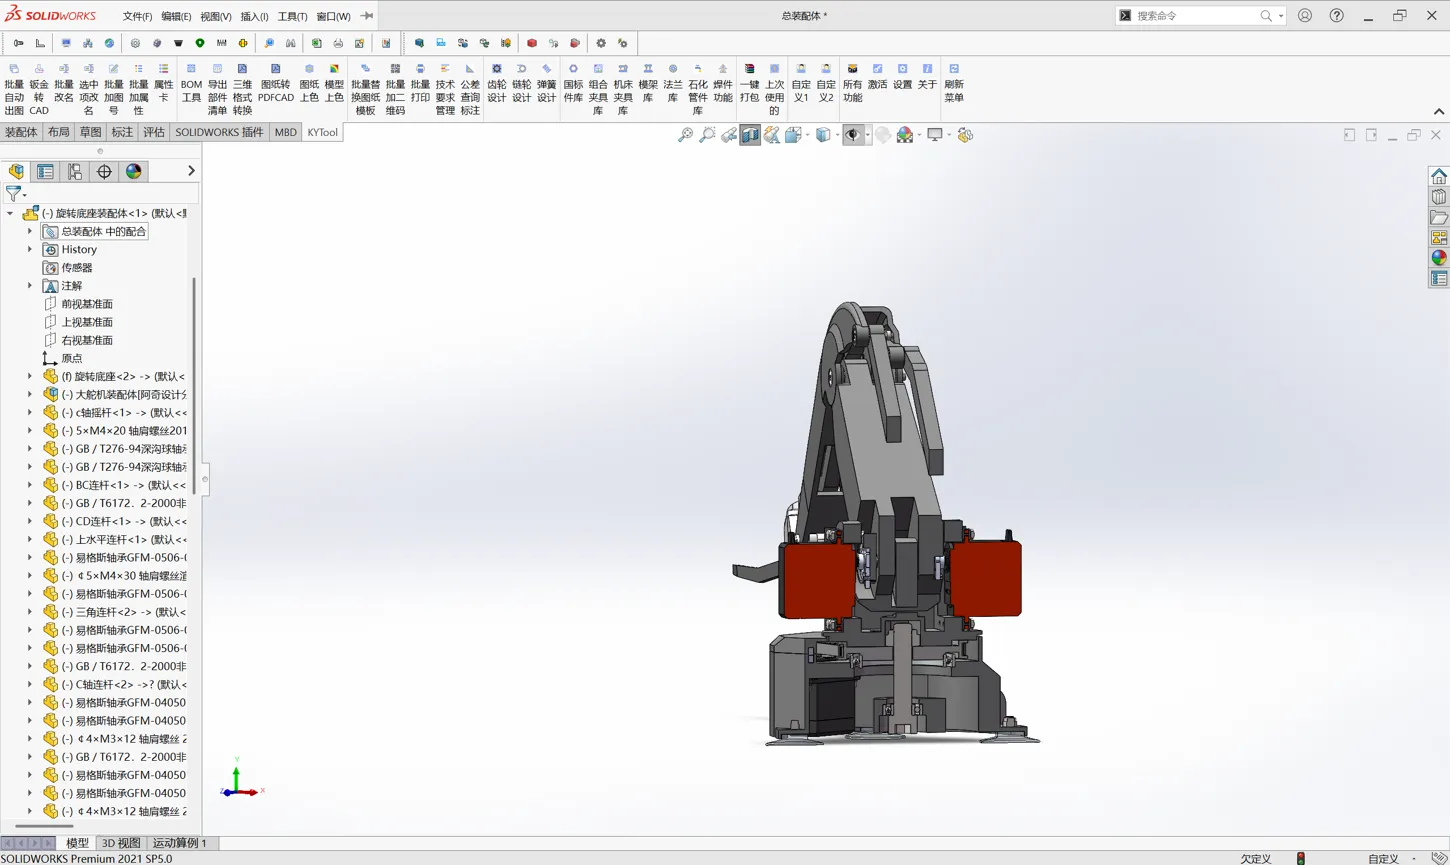 SOLIDWORKS 文件(F) 编辑(E) 视图(V) 插入(I) 工具(T) 窗口(W) 总装配体 * 搜索命令
批量自动出图 钣金转CAD 批量改名 选中项改名 批量加图号 批量加属性 属性卡 BOM工具 导出部件清单 三维格式转换 图纸转PDFCAD 图纸上色 模型上色 批量替换图纸模板 批量加二维码 批量打印 技术要求管理 公差查询标注 齿轮设计 链轮设计 弹簧设计 国标件库 组合夹具库 机床夹具库 模架库 法兰库 石化管件库 焊件功能 一键打包 上次使用的 自定义1 自定义2 所有功能 激活 设置 关于 刷新菜单
装配体 布局 草图 标注 评估 SOLIDWORKS 插件 MBD KYTool
(-) 旋转底座装配体<1> (默认<
总装配体 中的配合
History
传感器
注解
前视基准面
上视基准面
右视基准面
原点
(f) 旋转底座<2> -> (默认<
(-) 大舵机装配体[阿奇设计分
(-) c轴摇杆<1> -> (默认<<
(-) 5×M4×20 轴肩螺丝201
(-) GB / T276-94深沟球轴承
(-) GB / T276-94深沟球轴承
(-) BC连杆<1> -> (默认<<
(-) GB / T6172．2-2000非
(-) CD连杆<1> -> (默认<<
(-) 上水平连杆<1> -> (默认<
(-) 易格斯轴承GFM-0506-0
(-) ￠5×M4×30 轴肩螺丝淮
(-) 易格斯轴承GFM-0506-0
(-) 三角连杆<2> -> (默认<
(-) 易格斯轴承GFM-0506-0
(-) 易格斯轴承GFM-0506-0
(-) GB / T6172．2-2000非
(-) C轴连杆<2> ->? (默认<
(-) 易格斯轴承GFM-04050
(-) 易格斯轴承GFM-04050
(-) ￠4×M3×12 轴肩螺丝 2
(-) GB / T6172．2-2000非
(-) 易格斯轴承GFM-04050
(-) 易格斯轴承GFM-04050
(-) ￠4×M3×12 轴肩螺丝 2
Y
Z X
模型 3D 视图 运动算例 1
SOLIDWORKS Premium 2021 SP5.0 欠定义 自定义